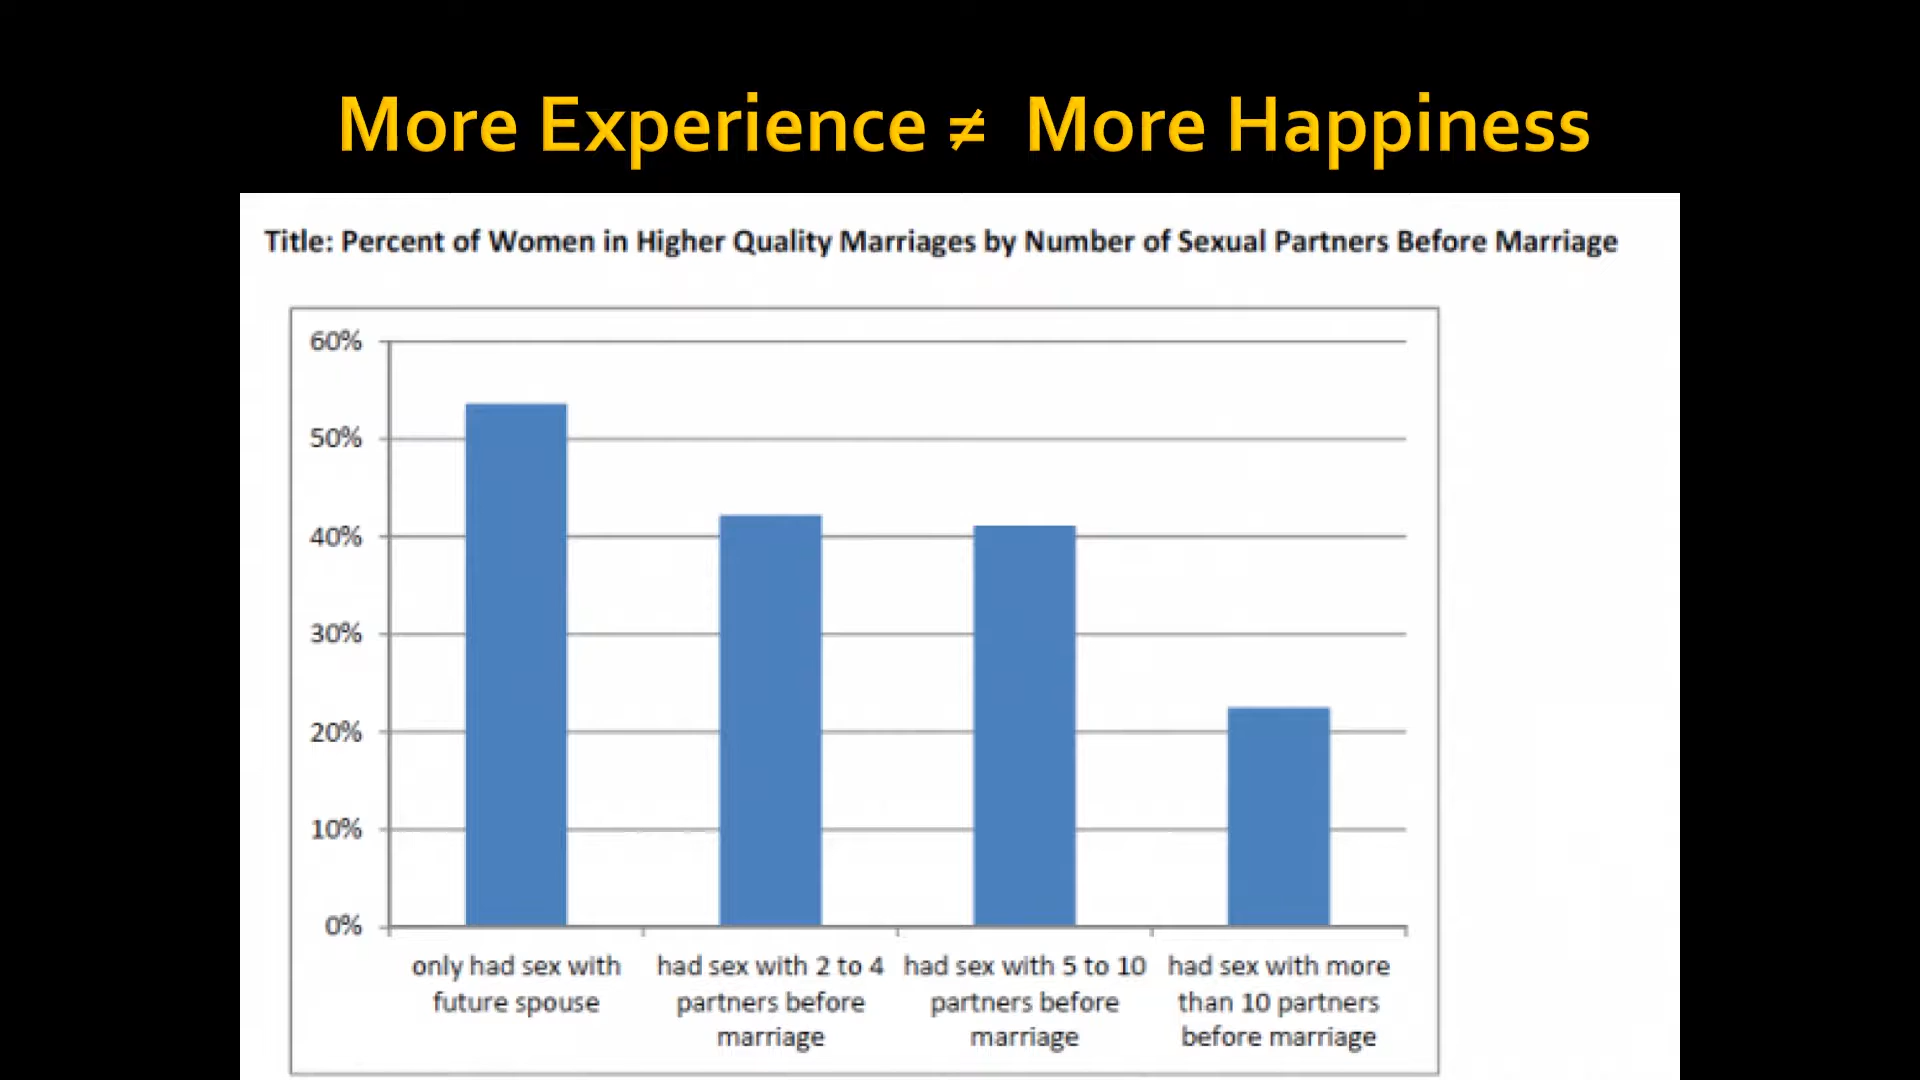 More Experience ≠ More Happiness
Title: Percent of Women in Higher Quality Marriages by Number of Sexual Partners Before Marriage
60%
50%
40%
30%
20%
10%
0%
only had sex with
future spouse
had sex with 2 to 4
partners before
marriage
had sex with 5 to 10
partners before
marriage
had sex with more
than 10 partners
before marriage